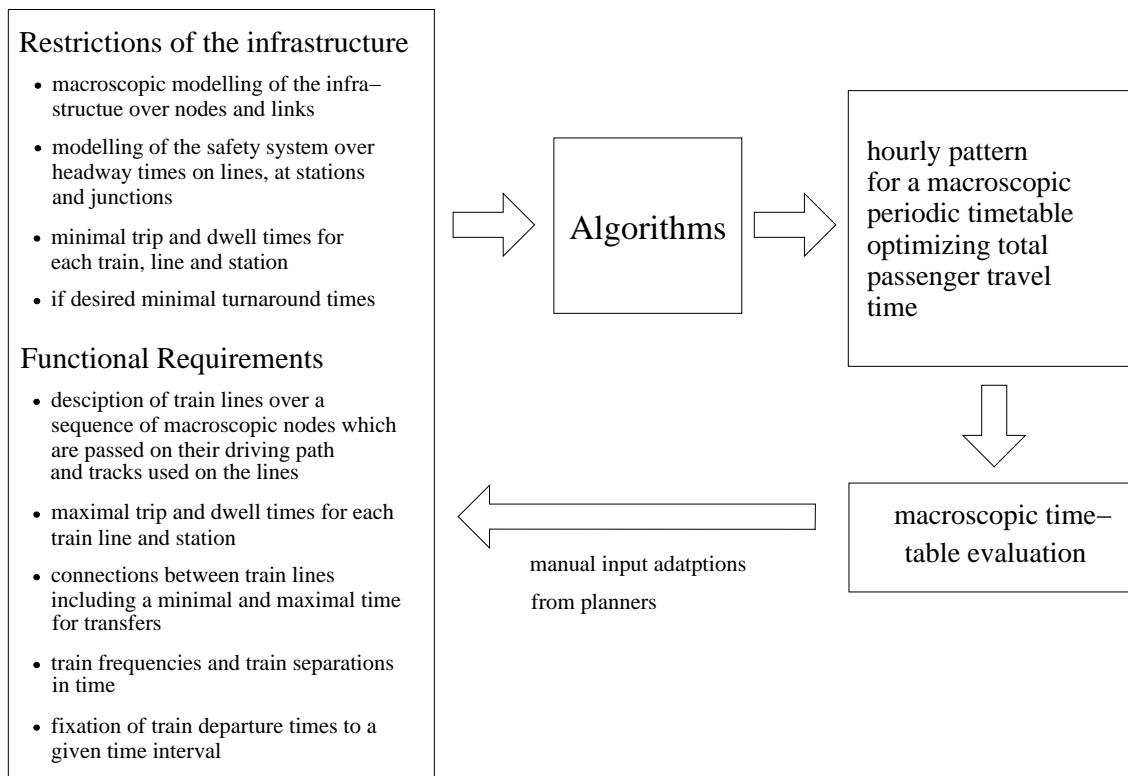 Restrictions of the infrastructure
• macroscopic modelling of the infra–
structue over nodes and links
• modelling of the safety system over
headway times on lines, at stations
and junctions
• minimal trip and dwell times for
each train, line and station
• if desired minimal turnaround times
Functional Requirements
• desciption of train lines over a
sequence of macroscopic nodes which
are passed on their driving path
and tracks used on the lines
• maximal trip and dwell times for each
train line and station
• connections between train lines
including a minimal and maximal time
for transfers
• train frequencies and train separations
in time
• fixation of train departure times to a
given time interval
Algorithms
hourly pattern
for a macroscopic
periodic timetable
optimizing total
passenger travel
time
macroscopic time–
table evaluation
manual input adatptions
from planners